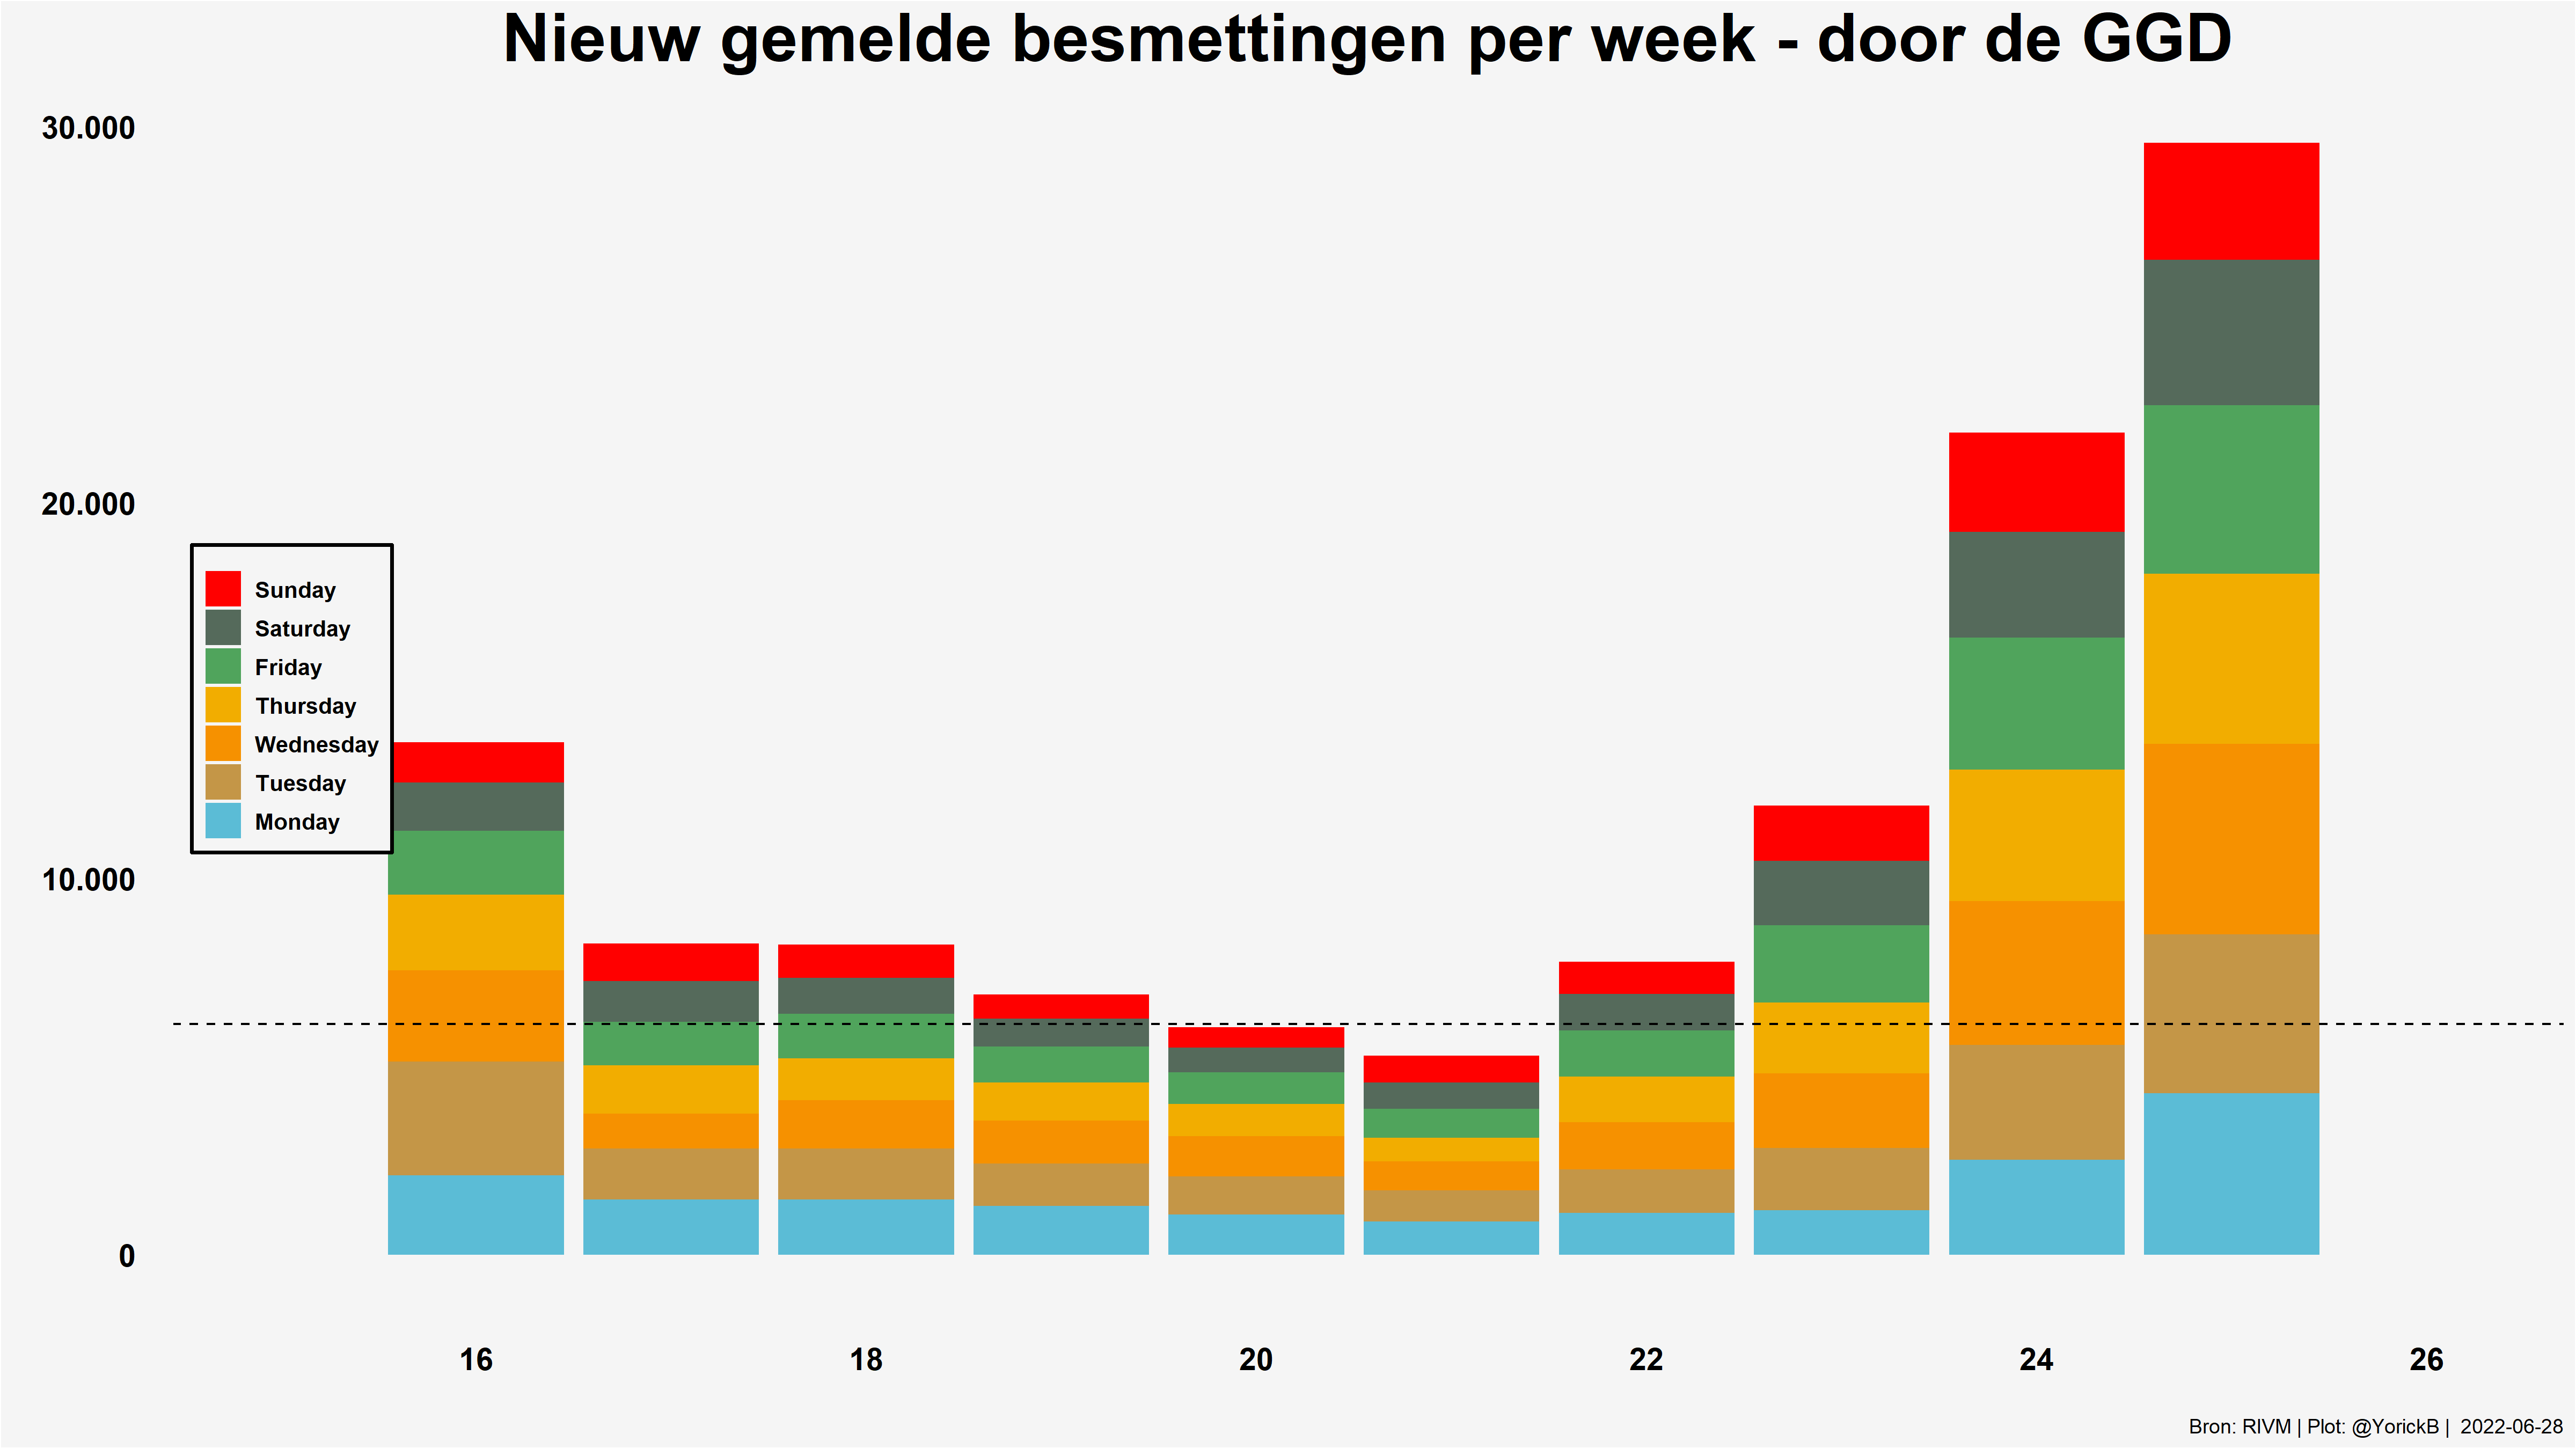 Nieuw gemelde besmettingen per week - door de GGD
30.000
20.000
10.000
0
Sunday
Saturday
Friday
Thursday
Wednesday
Tuesday
Monday
16 18 20 22 24 26
Bron: RIVM | Plot: @YorickB | 2022-06-28